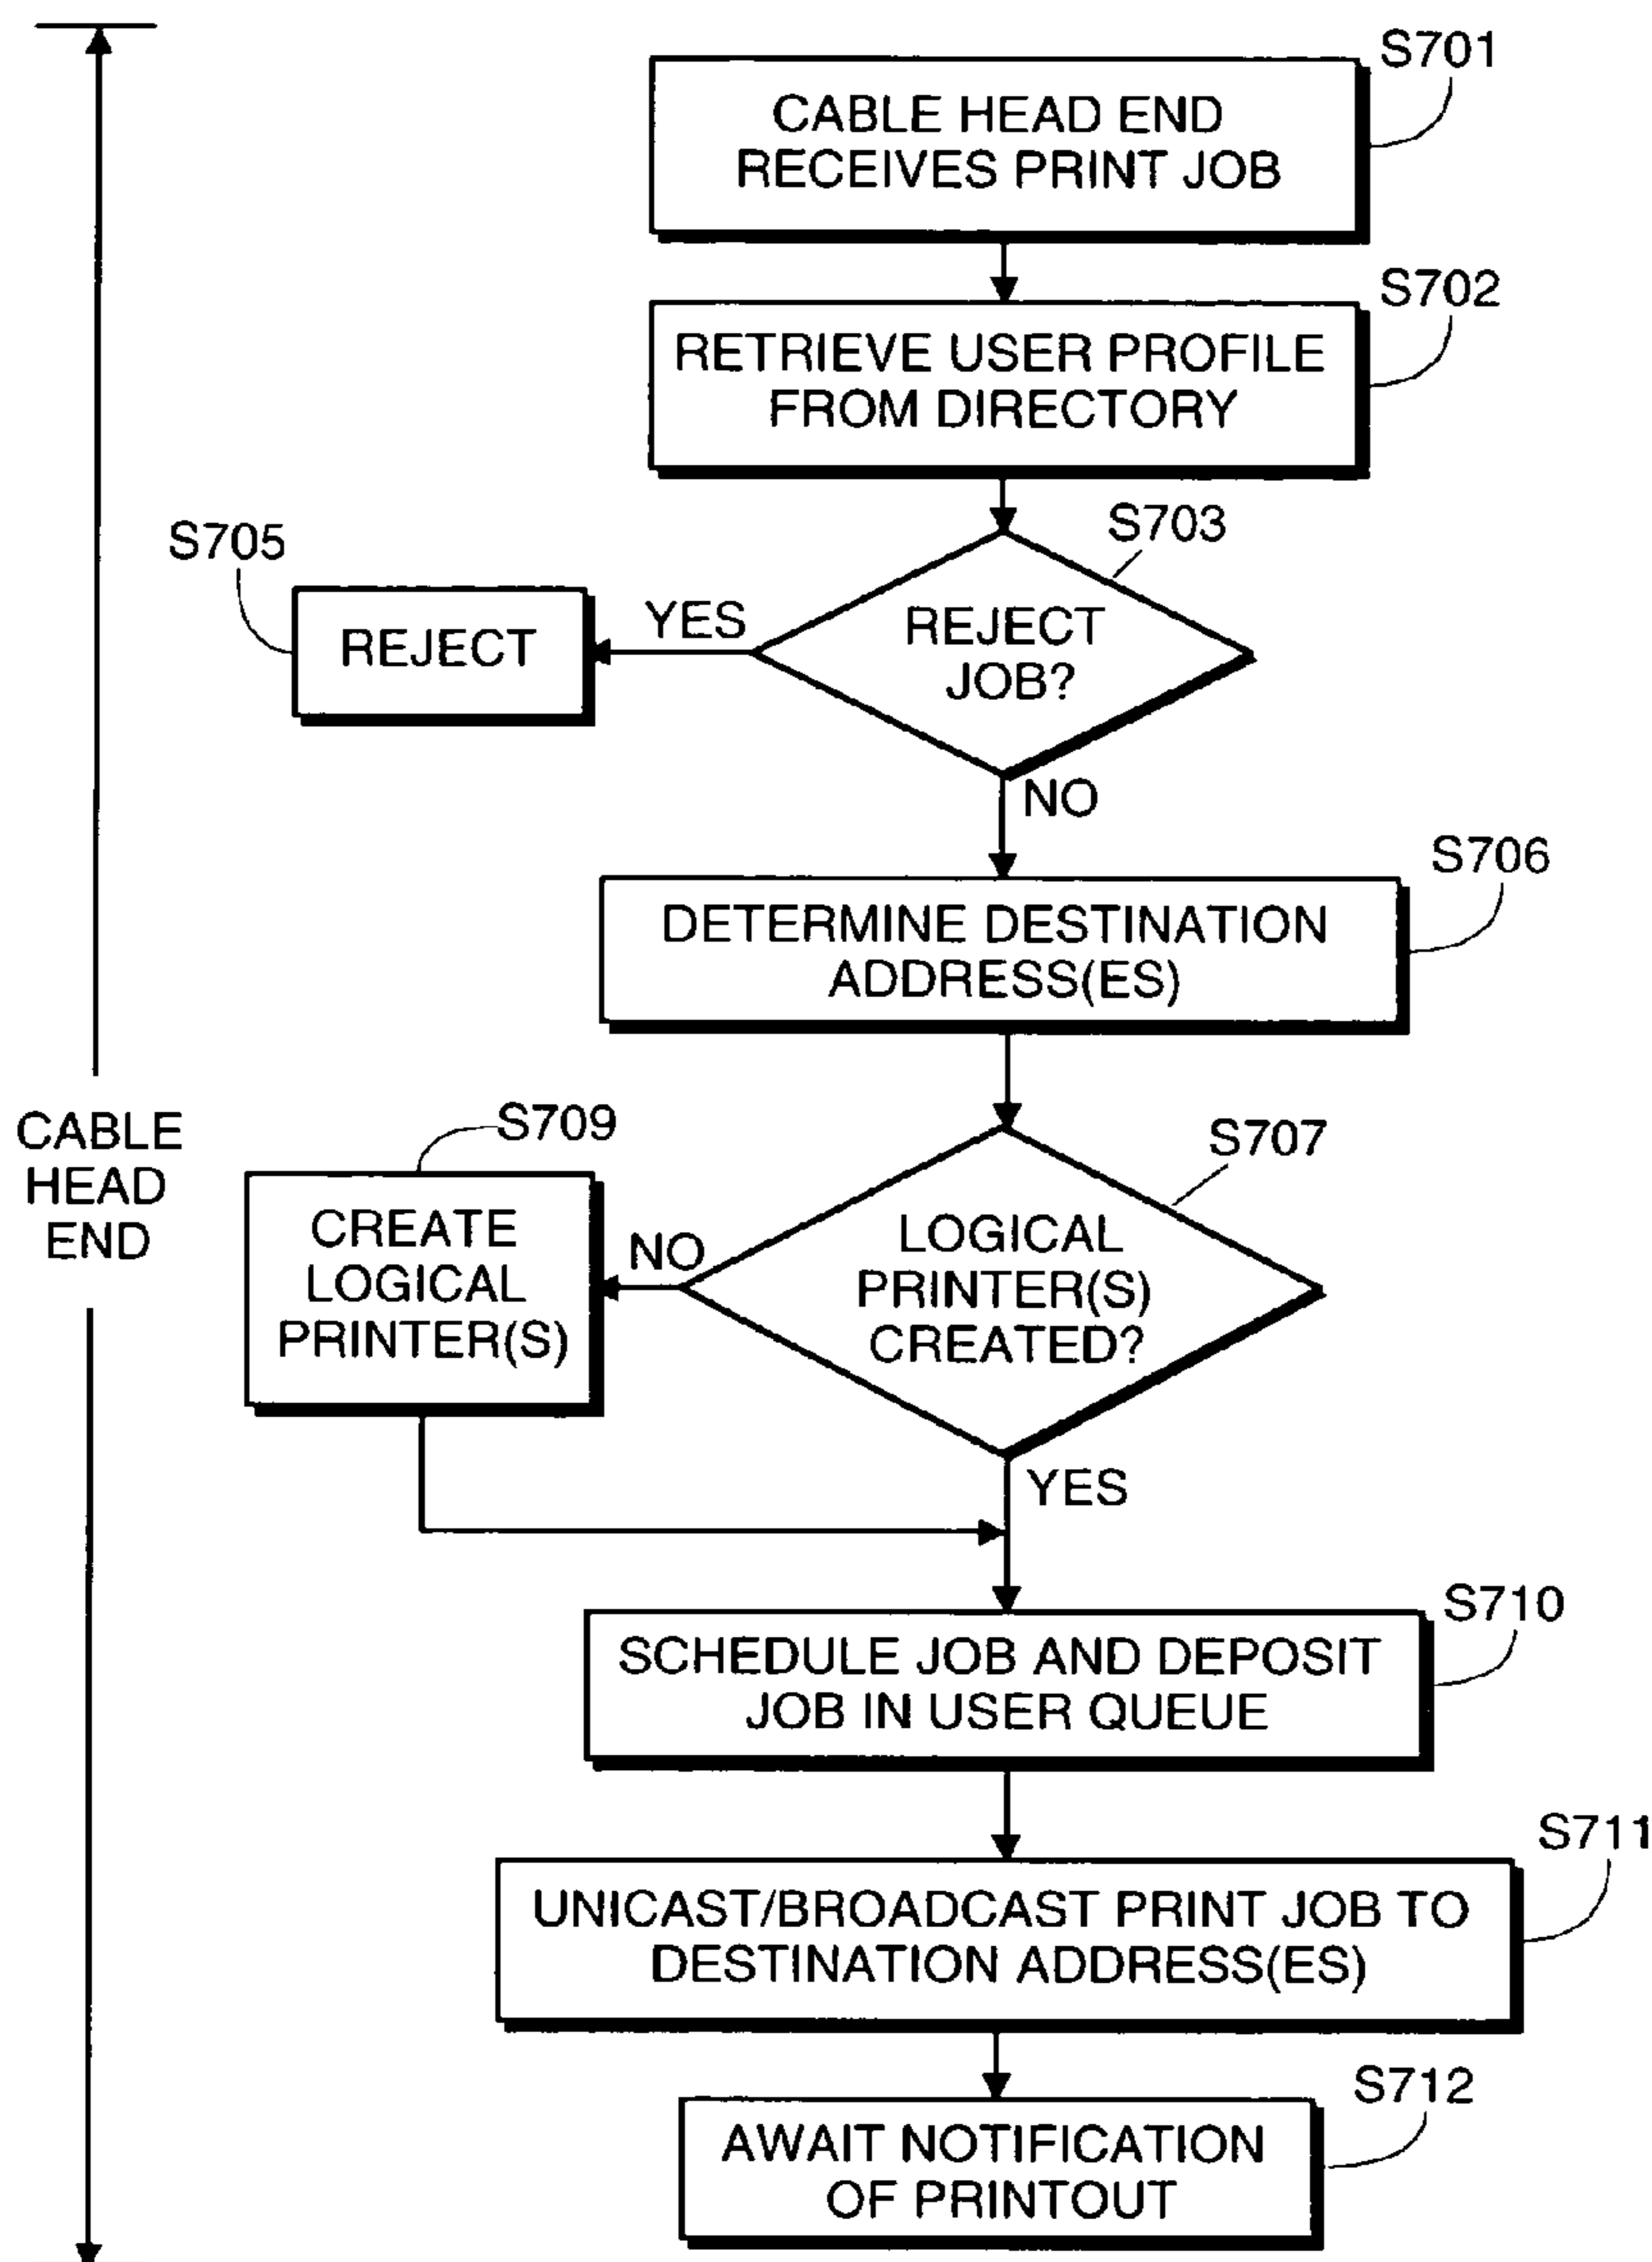 S701
CABLE HEAD END
RECEIVES PRINT JOB
S702
RETRIEVE USER PROFILE
FROM DIRECTORY
S703
REJECT
JOB?
YES
S705
REJECT
NO
S706
DETERMINE DESTINATION
ADDRESS(ES)
S707
LOGICAL
PRINTER(S)
CREATED?
NO
S709
CREATE
LOGICAL
PRINTER(S)
YES
CABLE
HEAD
END
S710
SCHEDULE JOB AND DEPOSIT
JOB IN USER QUEUE
S711
UNICAST/BROADCAST PRINT JOB TO
DESTINATION ADDRESS(ES)
S712
AWAIT NOTIFICATION
OF PRINTOUT